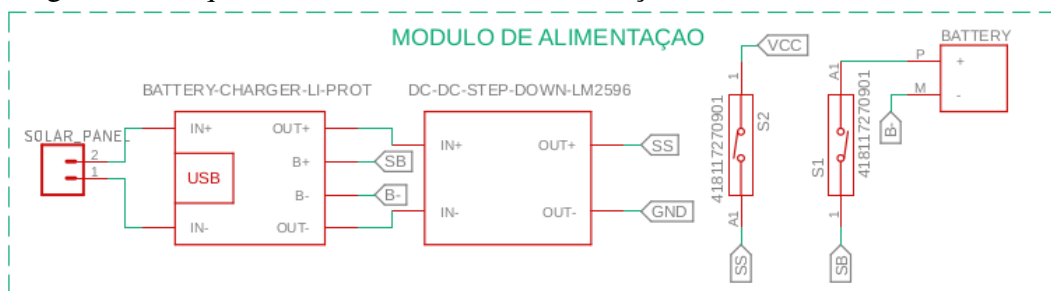 MODULO DE ALIMENTAÇAO
BATTERY
VCC
P
+
M
-
B-
BATTERY-CHARGER-LI-PROT
DC-DC-STEP-DOWN-LM2596
SOLAR_PANEL
2
1
IN+
USB
IN-
OUT+
B+
B-
OUT-
SB
B-
IN+
IN-
OUT+
OUT-
SS
GND
1
418117270901
S2
A1
SS
A1
418117270901
S1
1
SB